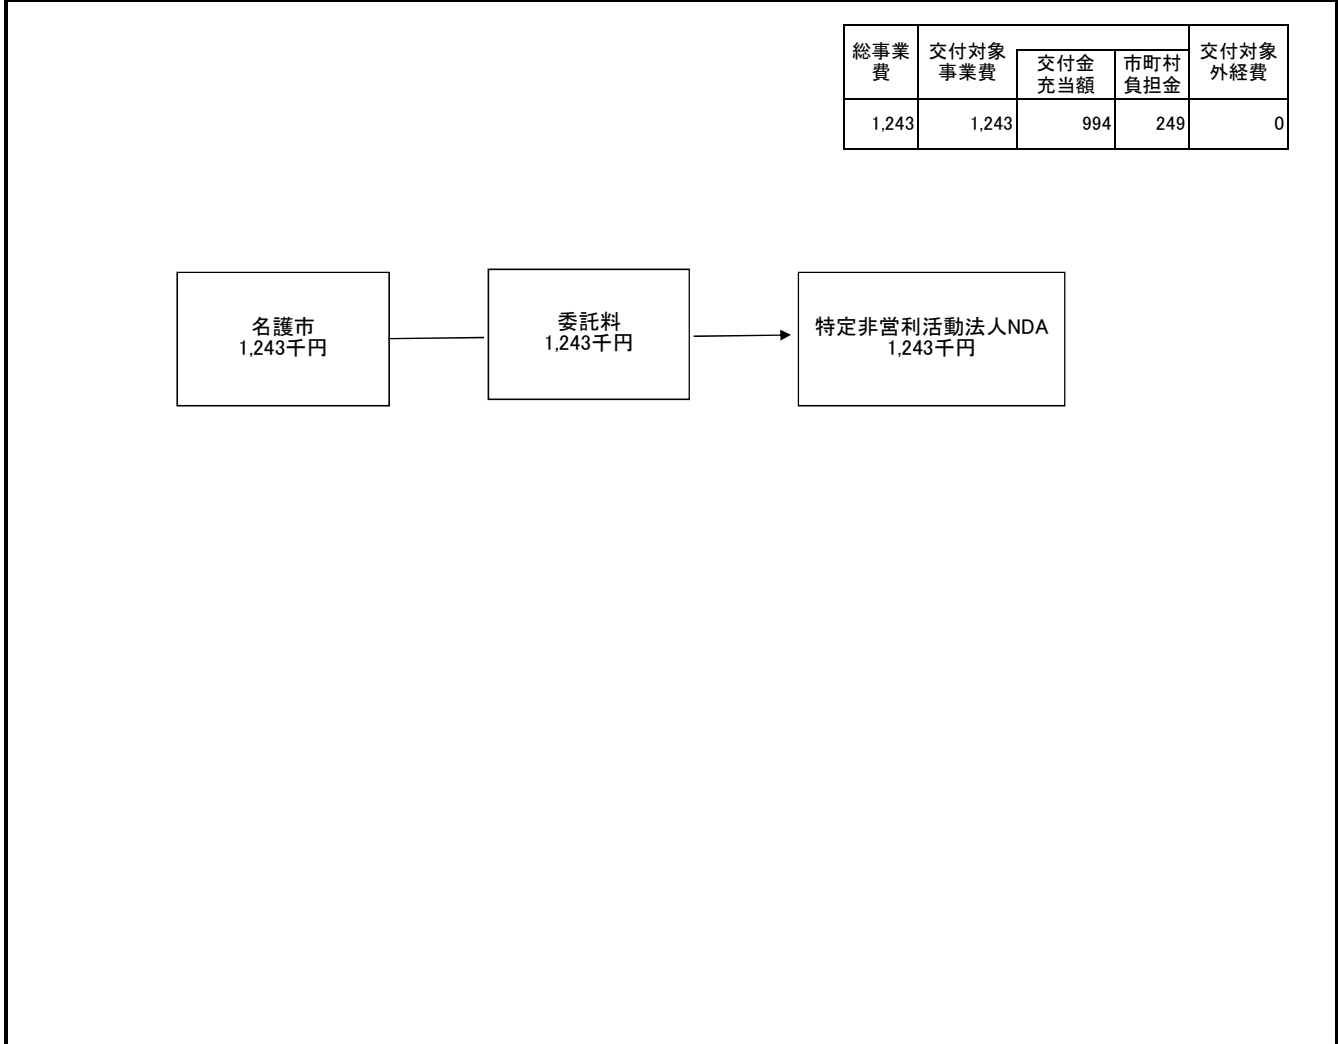 総事業
費
交付対象
事業費
交付金
充当額
市町村
負担金
交付対象
外経費
1,243
1,243
994
249
0
名護市
1,243千円
委託料
1,243千円
特定非営利活動法人NDA
1,243千円